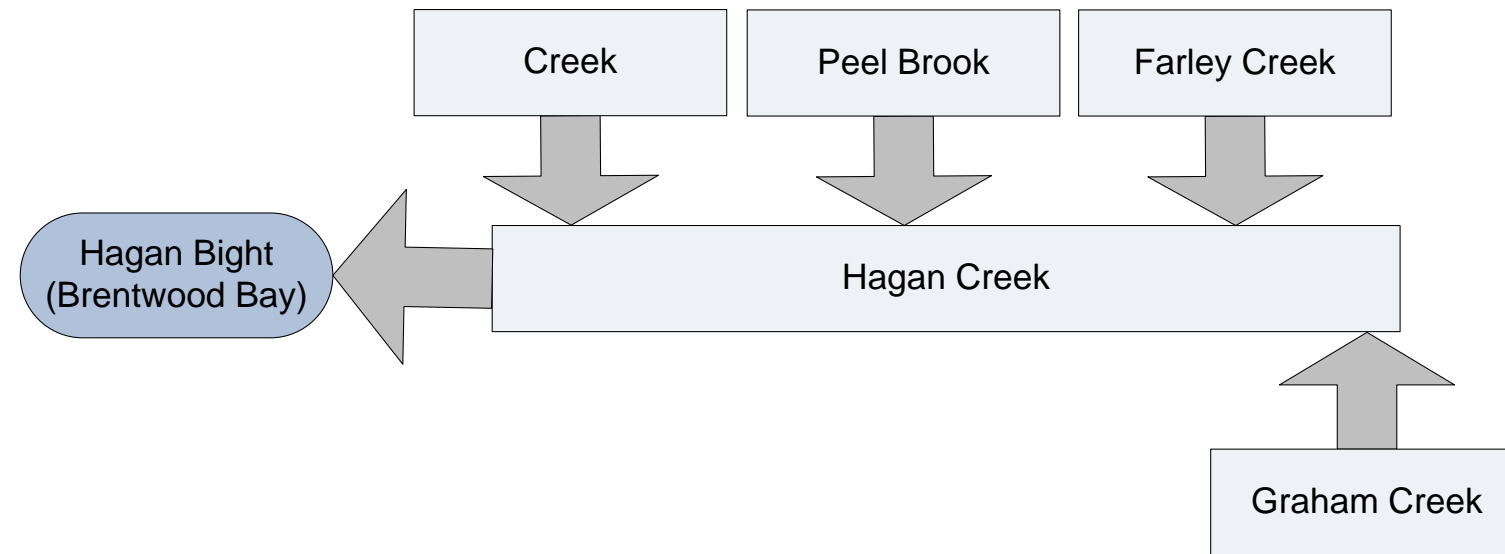 Creek
Peel Brook
Farley Creek
Hagan Bight
(Brentwood Bay)
Hagan Creek
Graham Creek